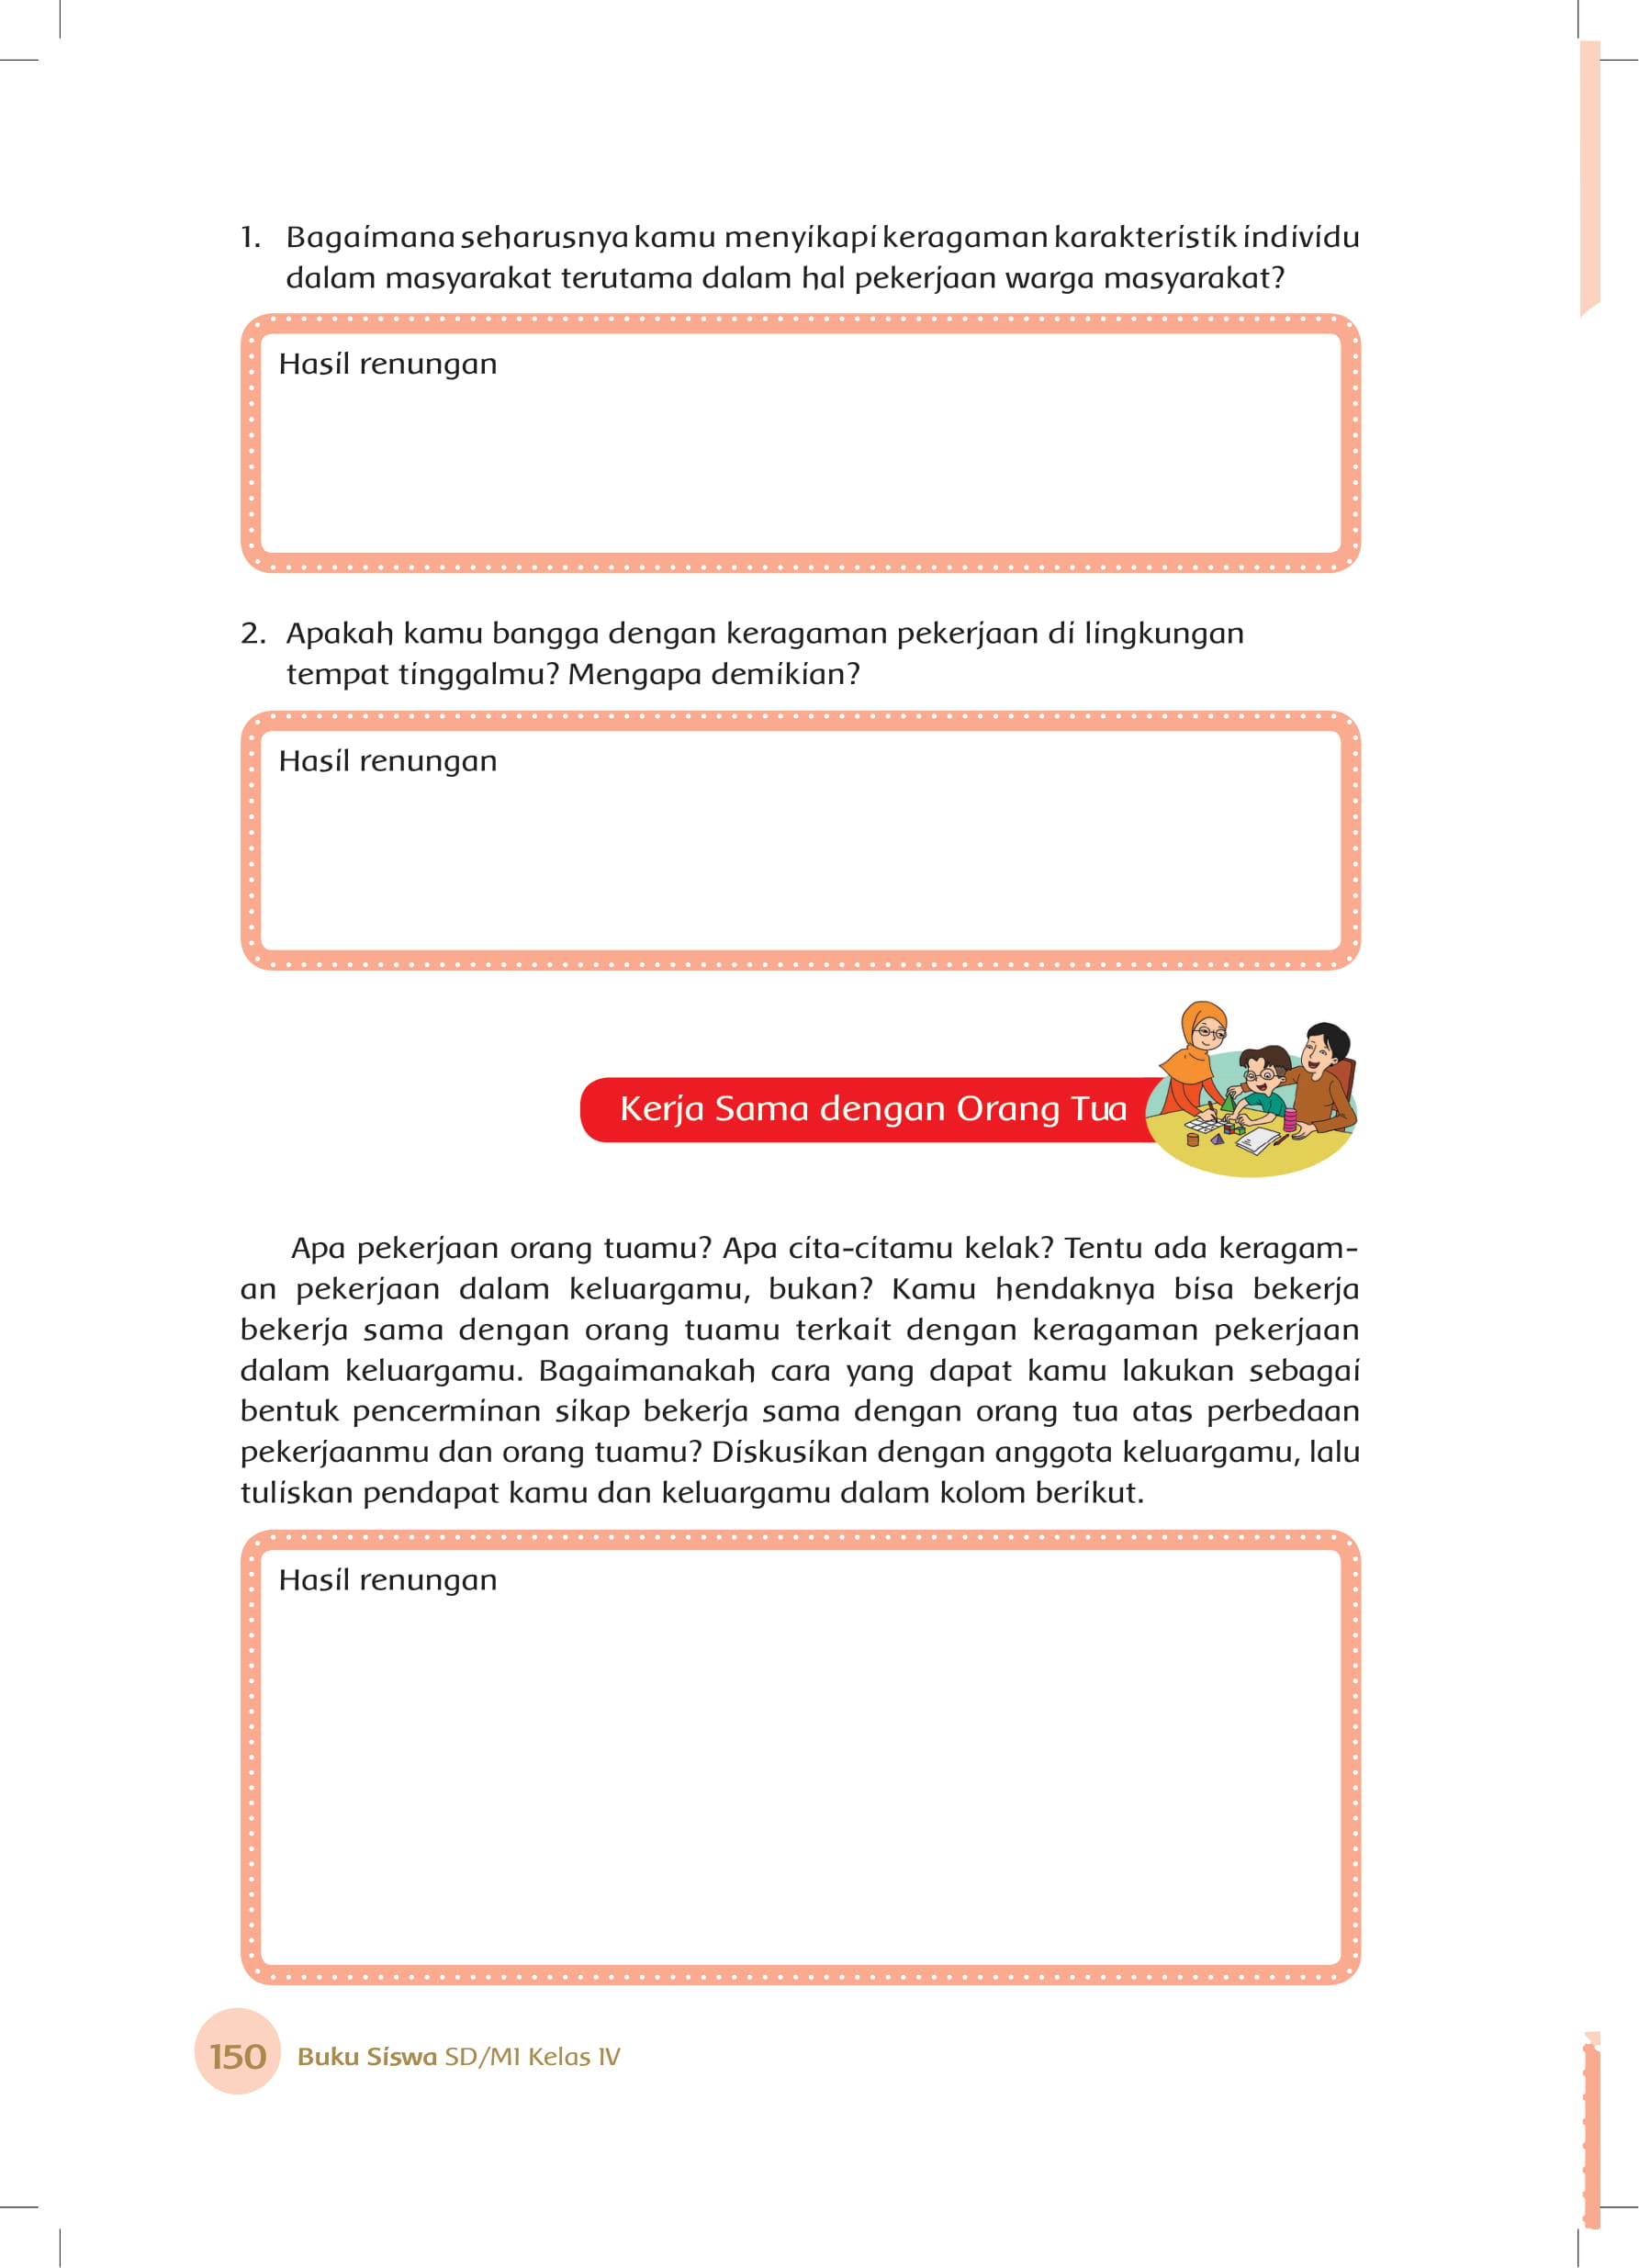 1. Bagaimana seharusnya kamu menyikapi keragaman karakteristik individu
dalam masyarakat terutama dalam hal pekerjaan warga masyarakat?
Hasil renungan
2. Apakah kamu bangga dengan keragaman pekerjaan di lingkungan
tempat tinggalmu? Mengapa demikian?
Hasil renungan
Kerja Sama dengan Orang Tua
Apa pekerjaan orang tuamu? Apa cita-citamu kelak? Tentu ada keragam-
an pekerjaan dalam keluargamu, bukan? Kamu hendaknya bisa bekerja
bekerja sama dengan orang tuamu terkait dengan keragaman pekerjaan
dalam keluargamu. Bagaimanakah cara yang dapat kamu lakukan sebagai
bentuk pencerminan sikap bekerja sama dengan orang tua atas perbedaan
pekerjaanmu dan orang tuamu? Diskusikan dengan anggota keluargamu, lalu
tuliskan pendapat kamu dan keluargamu dalam kolom berikut.
Hasil renungan
150 Buku Siswa SD/MI Kelas IV